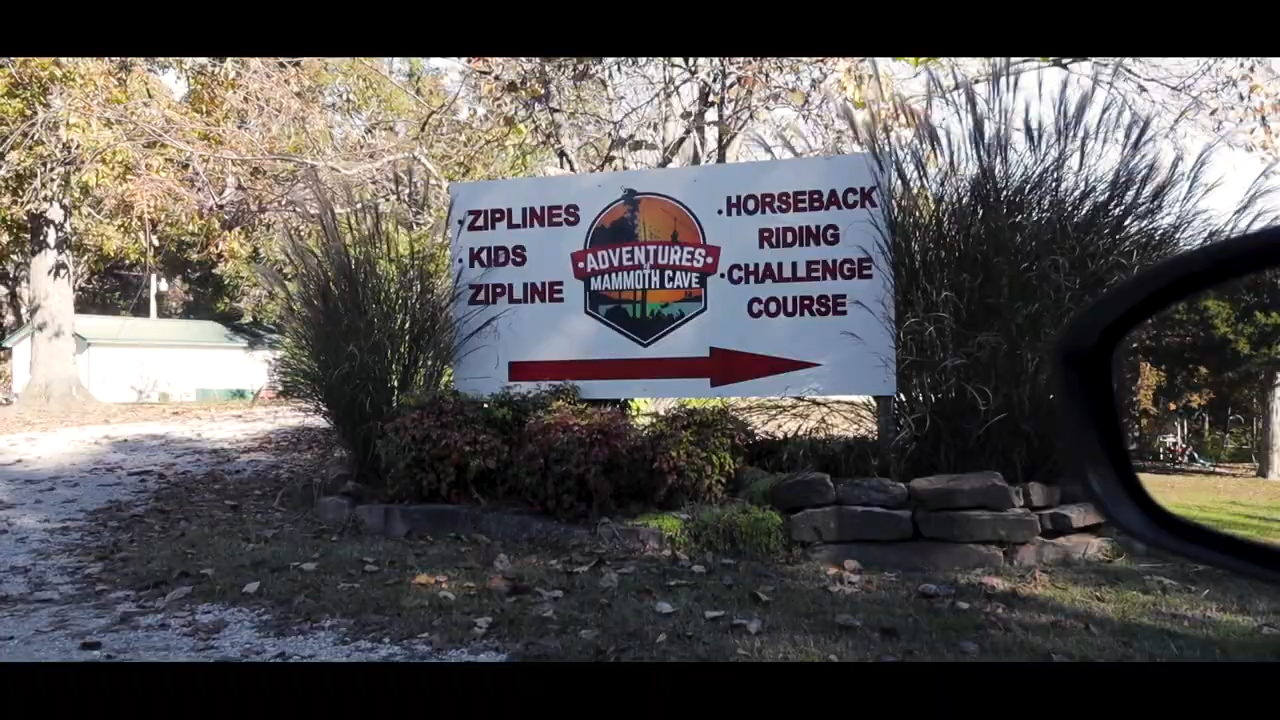 ·ZIPLINES
·KIDS
ZIPLINE
·ADVENTURES·
MAMMOTH CAVE
·HORSEBACK
RIDING
·CHALLENGE
COURSE